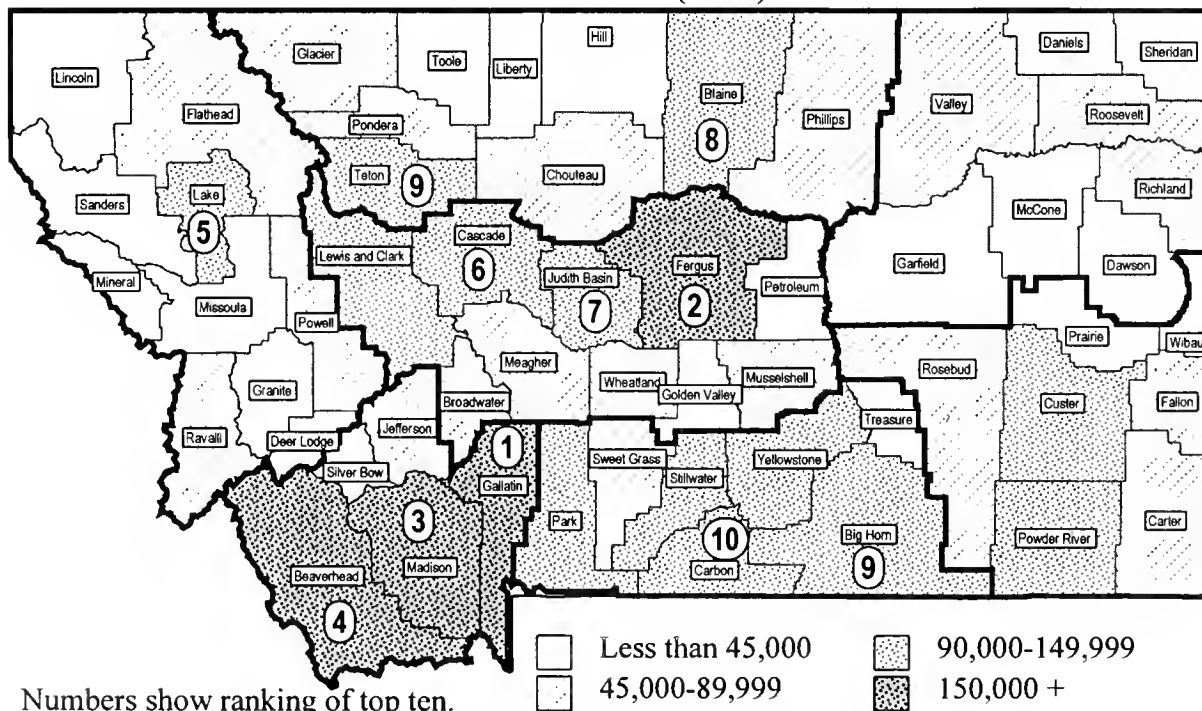 Lincoln
Flathead
Glacier
Toole
Liberty
Hill
Blaine
8
Phillips
Valley
Daniels
Sheridan
Roosevelt
Pondera
Teton
9
Chouteau
Sanders
Lake
5
Richland
McCone
Dawson
Garfield
Mineral
Missoula
Powell
Lewis and Clark
Cascade
6
Judith Basin
7
Fergus
2
Petroleum
Prairie
Wibau
Granite
Ravalli
Deer Lodge
Silver Bow
Jefferson
Broadwater
Meagher
Wheatland
Golden Valley
Musselshell
Rosebud
Treasure
Custer
Fallon
1
Gallatin
3
Madison
Beaverhead
4
Park
Sweet Grass
Stillwater
Yellowstone
10
Carbon
Big Horn
9
Powder River
Carter
Less than 45,000
90,000-149,999
45,000-89,999
150,000 +
Numbers show ranking of top ten.